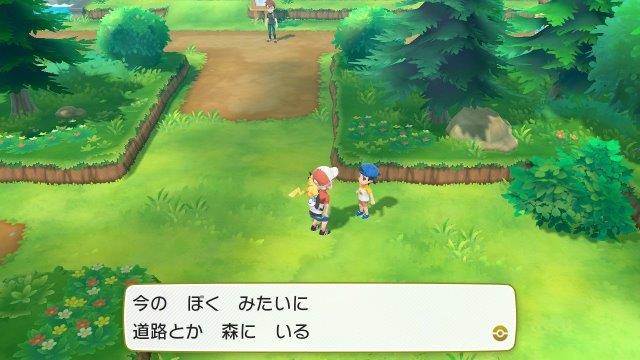 今の　ぼく　みたいに
道路とか　森に　いる